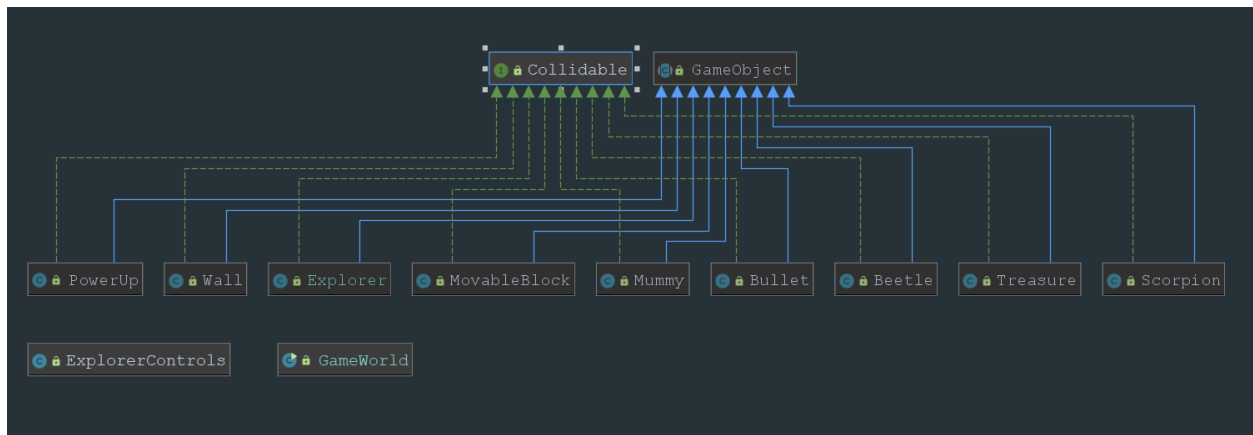 Collidable GameObject
PowerUp Wall Explorer MovableBlock Mummy Bullet Beetle Treasure Scorpion
ExplorerControls GameWorld